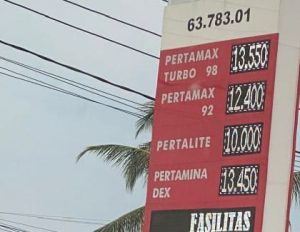 63.783.01
PERTAMAX 13,550
TURBO 98
PERTAMAX 12,400
92
PERTALITE 10,000
PERTAMINA 13,450
DEX
FASILITAS